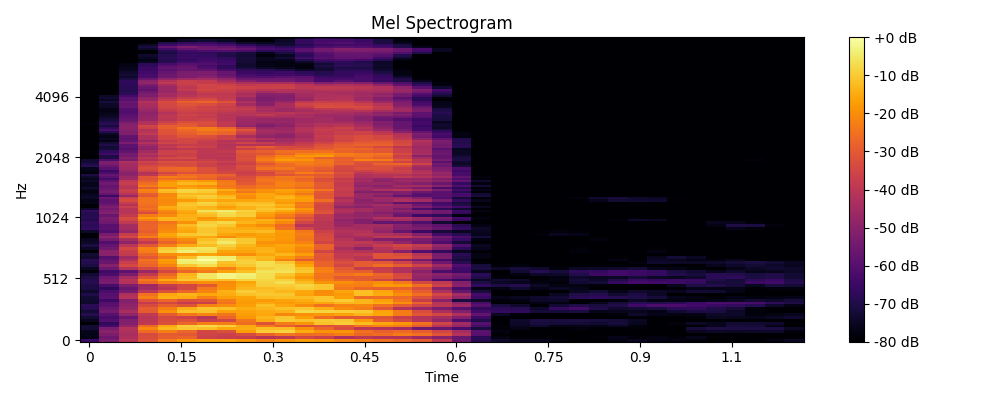 Mel Spectrogram
Hz
4096
2048
1024
512
0
0 0.15 0.3 0.45 0.6 0.75 0.9 1.1
Time
+0 dB
-10 dB
-20 dB
-30 dB
-40 dB
-50 dB
-60 dB
-70 dB
-80 dB